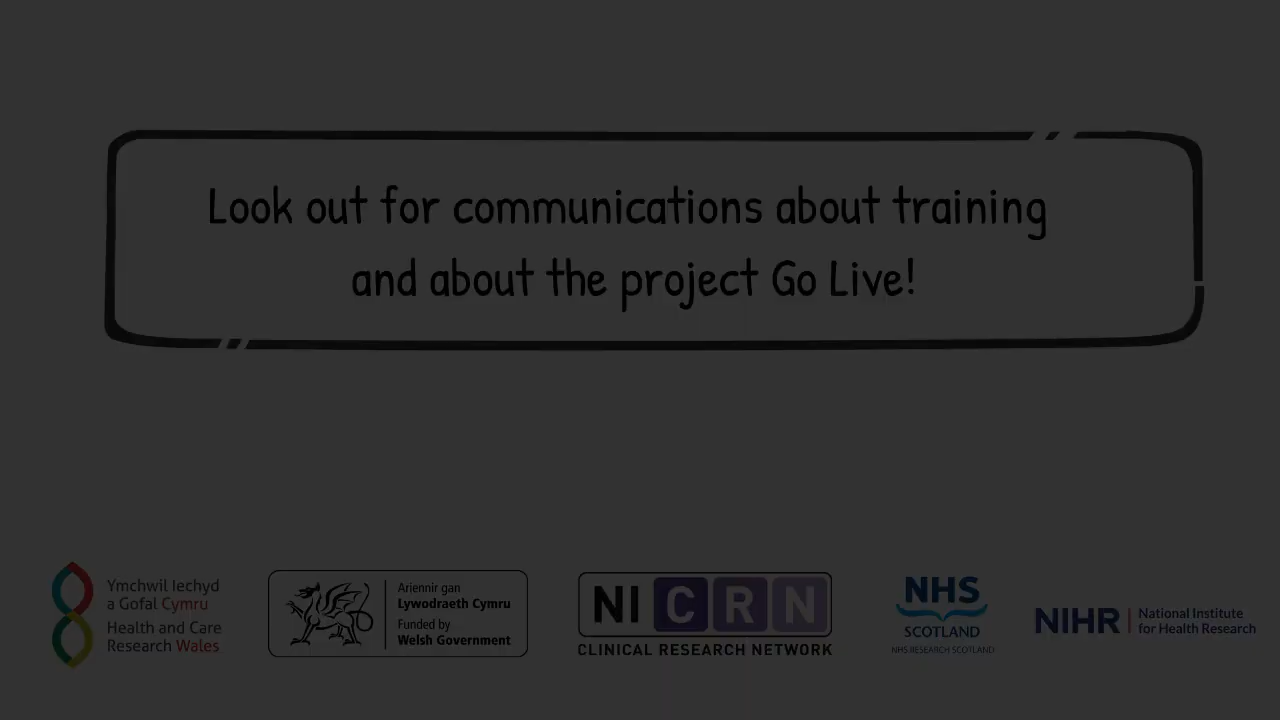 Look out for communications about training
and about the project Go Live!
Ymchwil Iechyd
a Gofal Cymru
Health and Care
Research Wales
Ariennir gan
Lywodraeth Cymru
Funded by
Welsh Government
NI CRN
CLINICAL RESEARCH NETWORK
NHS
SCOTLAND
NHS RESEARCH SCOTLAND
NIHR
National Institute
for Health Research